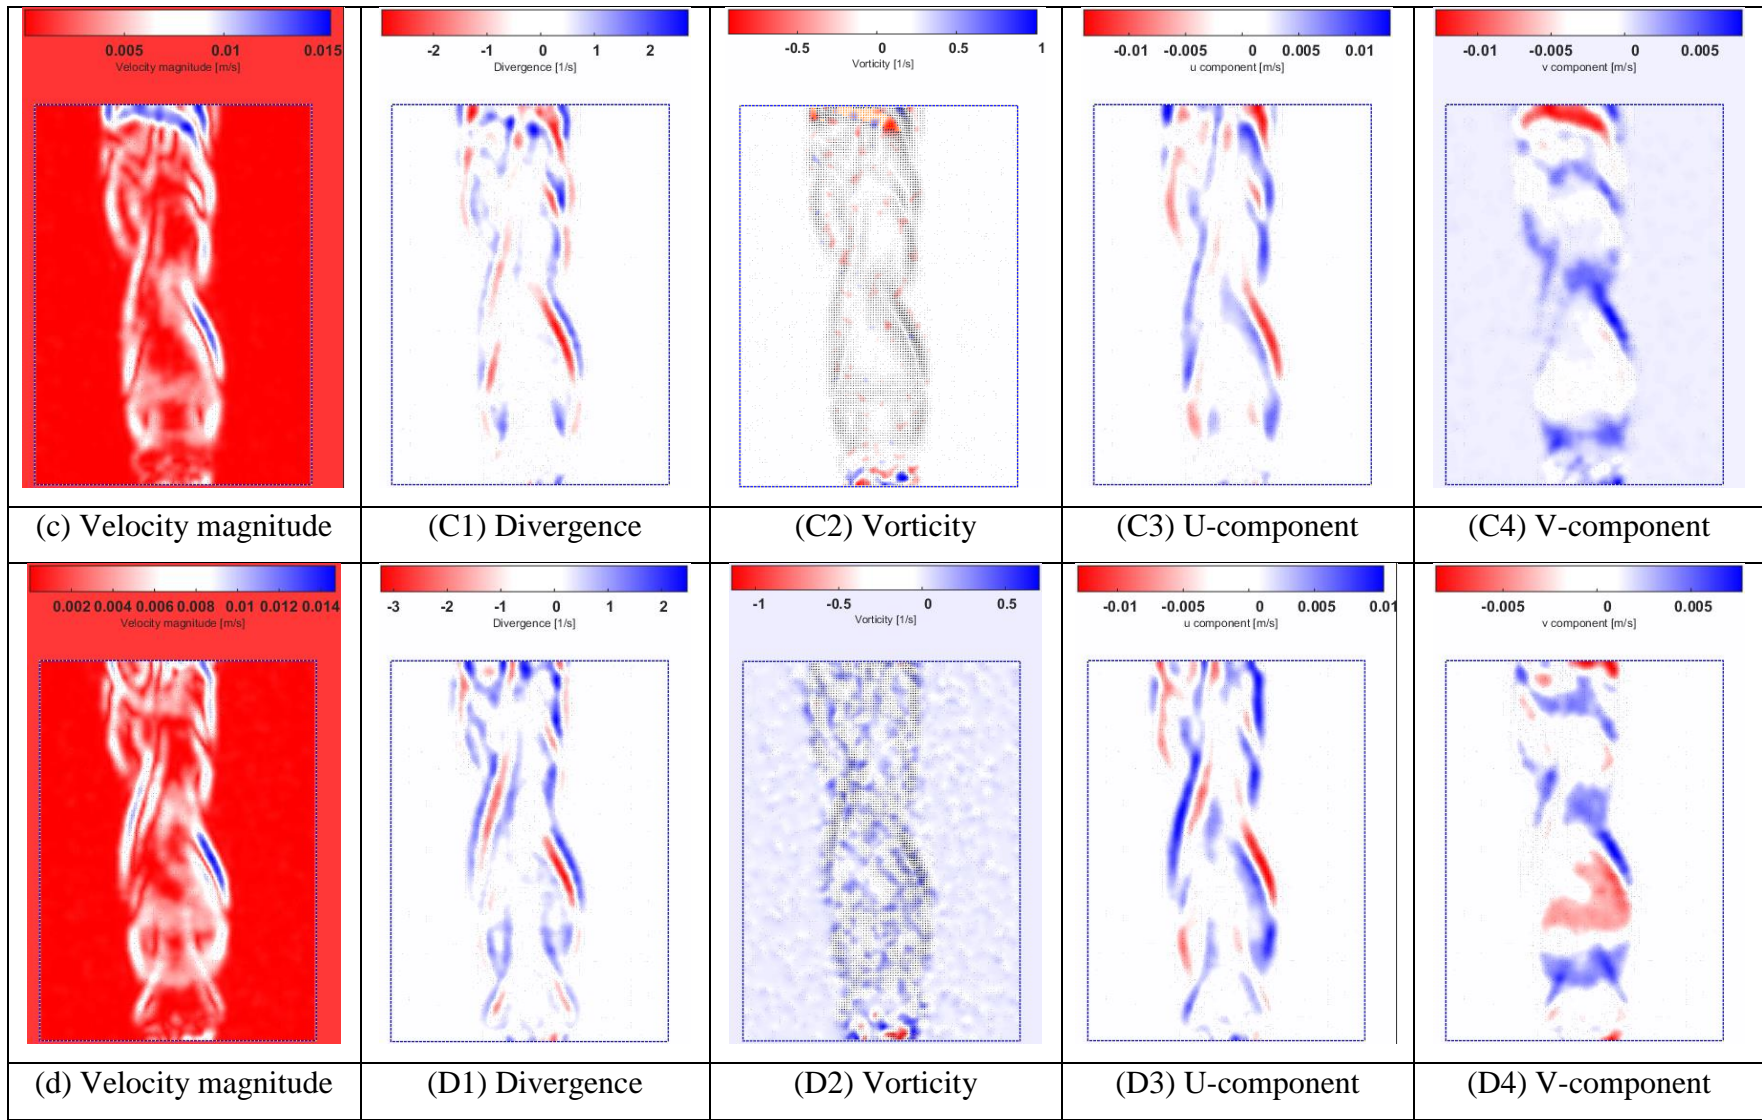 0.005 0.01 0.015
Velocity magnitude [m/s]
-2 -1 0 1 2
Divergence [1/s]
-0.5 0 0.5 1
Vorticity [1/s]
-0.01 -0.005 0 0.005 0.01
u component [m/s]
-0.01 -0.005 0 0.005
v component [m/s]
(c) Velocity magnitude
(C1) Divergence
(C2) Vorticity
(C3) U-component
(C4) V-component
0.002 0.004 0.006 0.008 0.01 0.012 0.014
Velocity magnitude [m/s]
-3 -2 -1 0 1 2
Divergence [1/s]
-1 -0.5 0 0.5
Vorticity [1/s]
-0.01 -0.005 0 0.005 0.01
u component [m/s]
-0.005 0 0.005
v component [m/s]
(d) Velocity magnitude
(D1) Divergence
(D2) Vorticity
(D3) U-component
(D4) V-component